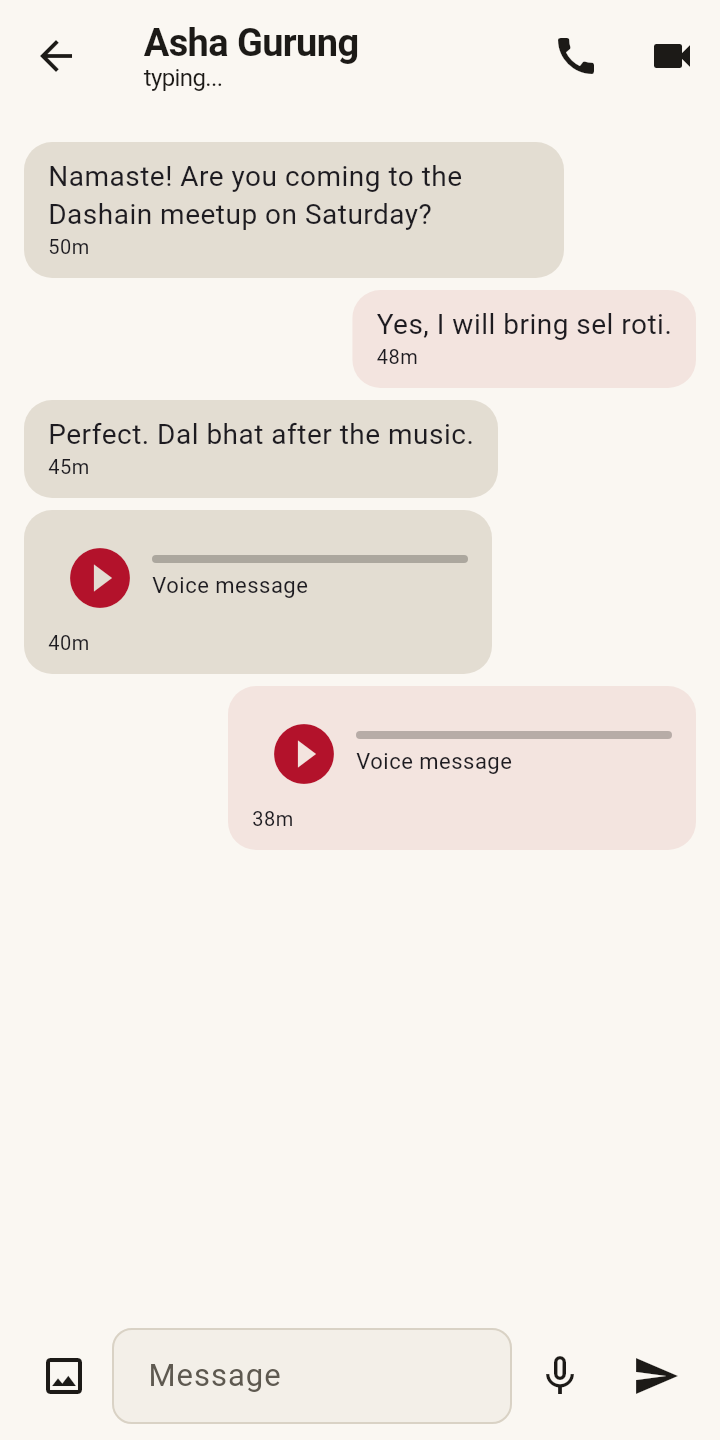 Asha Gurung
typing...
Namaste! Are you coming to the
Dashain meetup on Saturday?
50m
Yes, I will bring sel roti.
48m
Perfect. Dal bhat after the music.
45m
Voice message
40m
Voice message
38m
Message